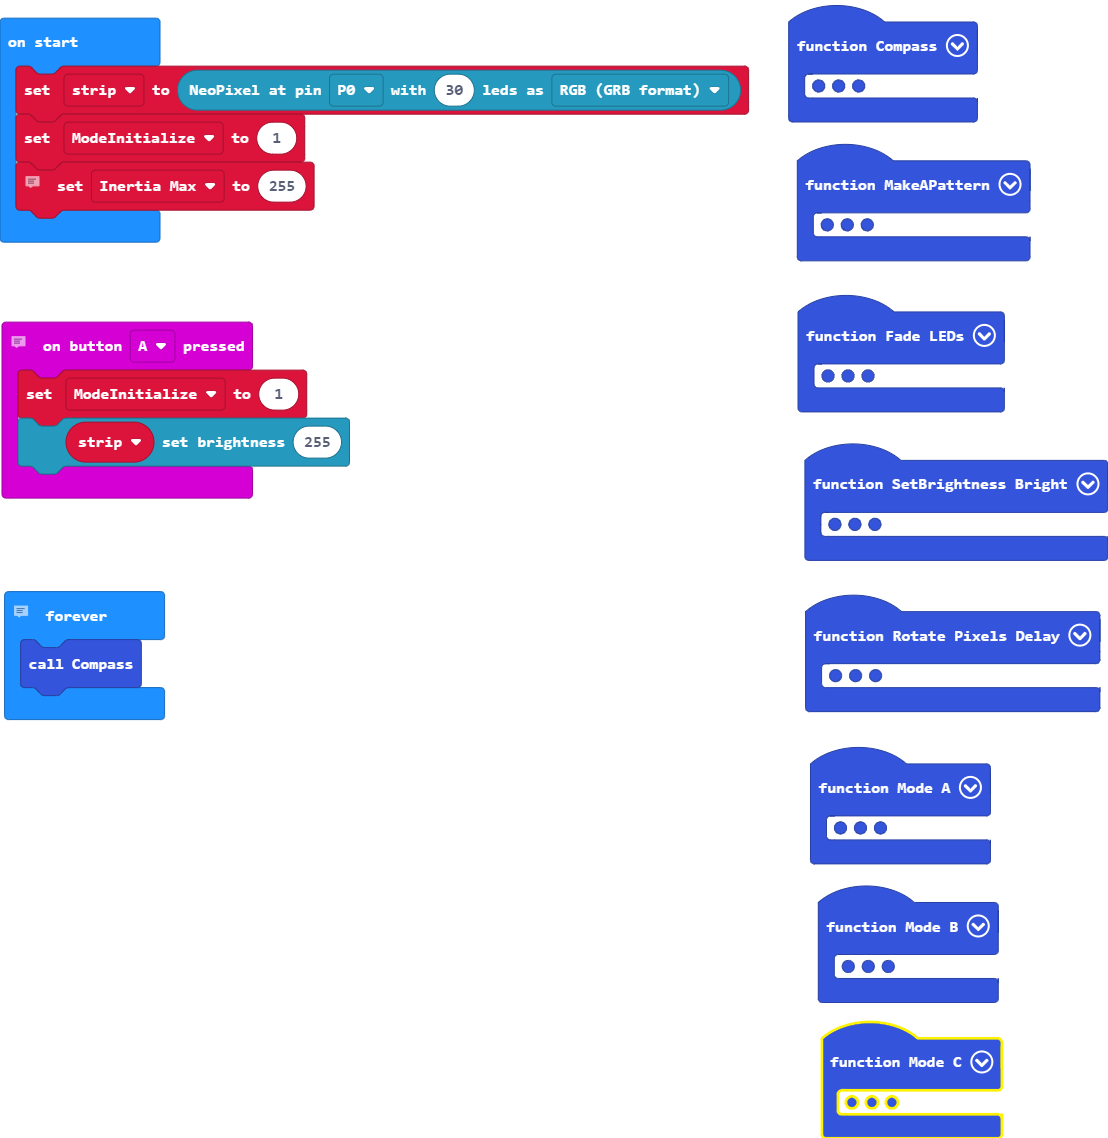 on start
set strip to NeoPixel at pin P0 with 30 leds as RGB (GRB format)
set ModeInitialize to 1
set Inertia Max to 255
on button A pressed
set ModeInitialize to 1
strip set brightness 255
forever
call Compass
function Compass
function MakeAPattern
function Fade LEDs
function SetBrightness Bright
function Rotate Pixels Delay
function Mode A
function Mode B
function Mode C